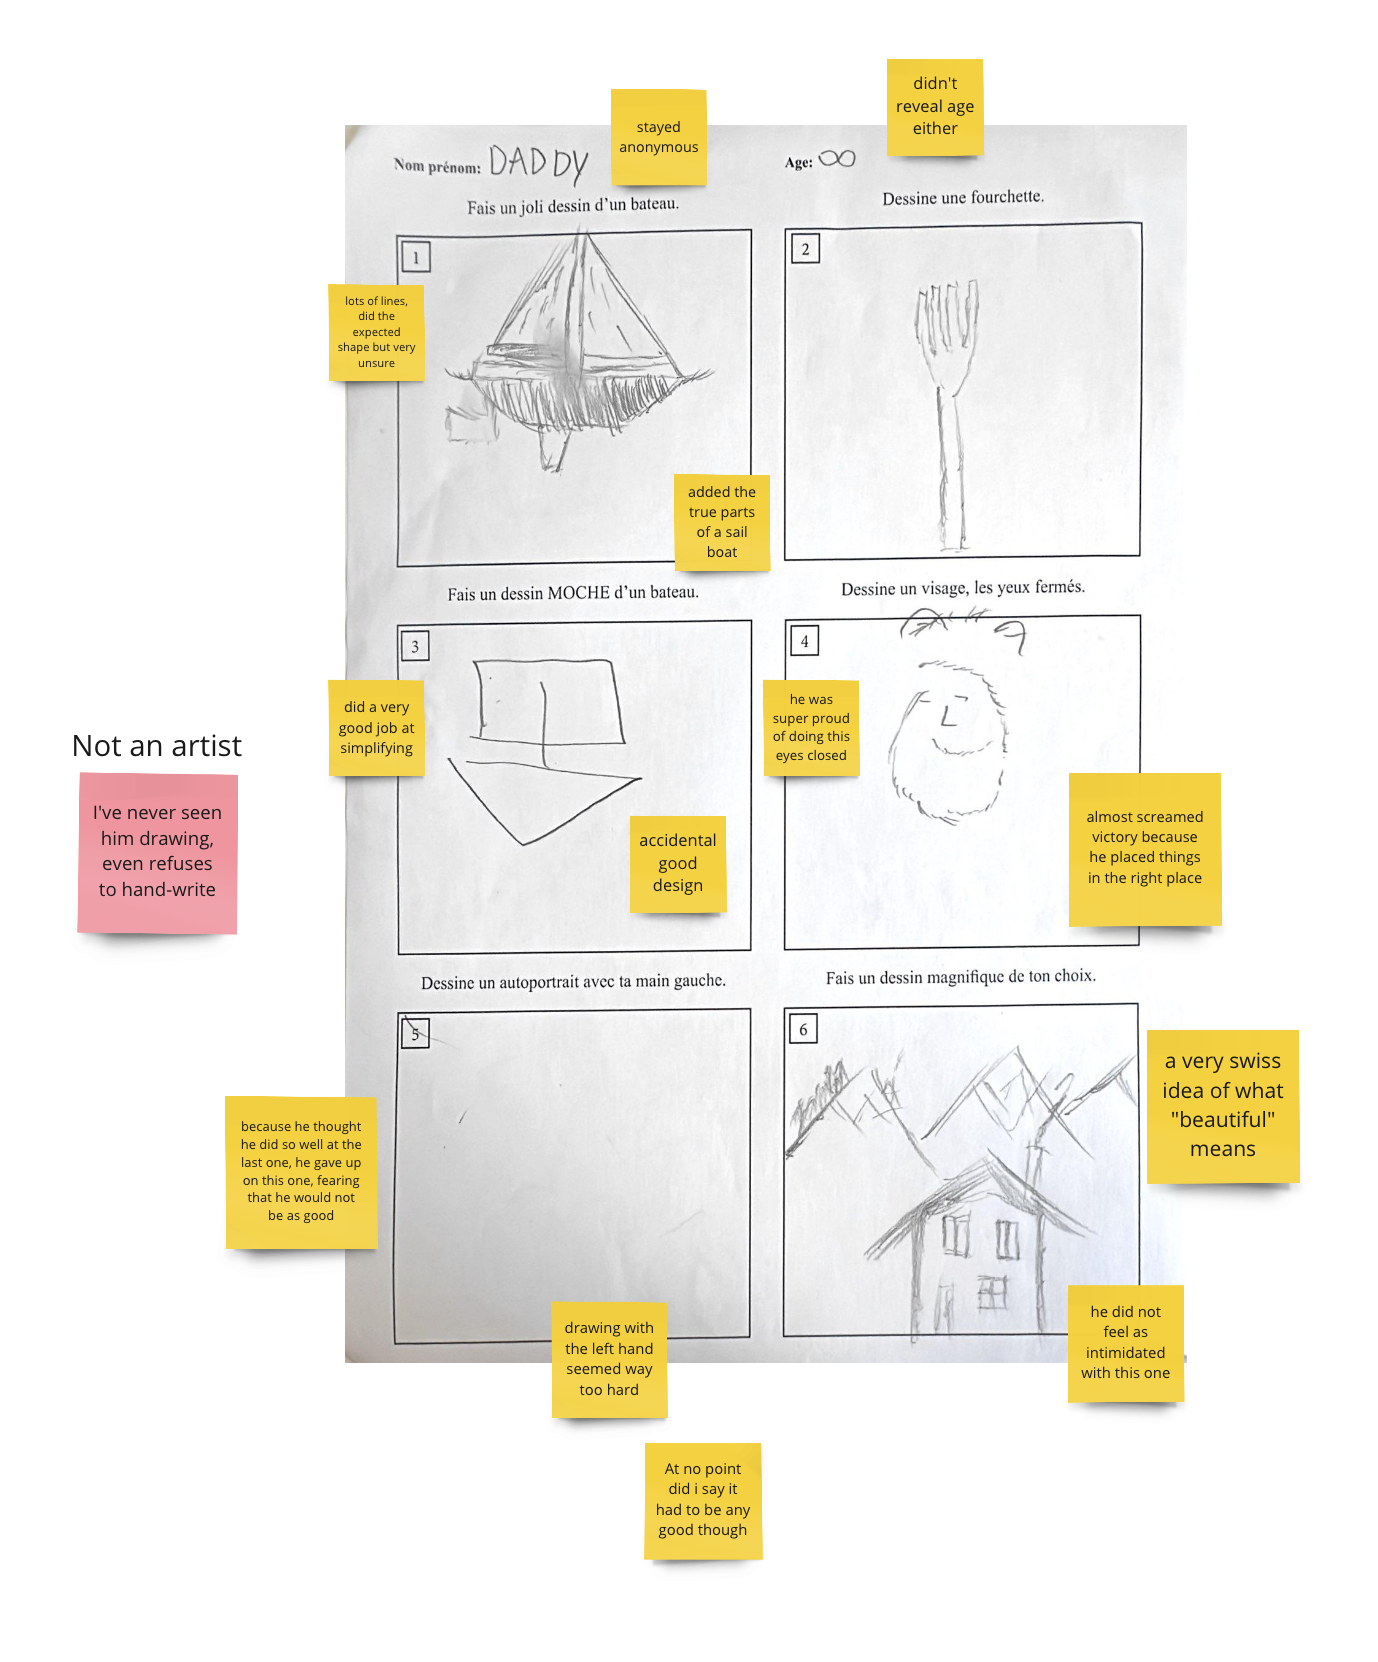 didn't
reveal age
either
stayed
anonymous
Nom prénom: DADDY
Age: ∞
Fais un joli dessin d'un bateau.
Dessine une fourchette.
1
2
lots of lines,
did the
expected
shape but very
unsure
added the
true parts
of a sail
boat
Fais un dessin MOCHE d'un bateau.
Dessine un visage, les yeux fermés.
3
4
did a very
good job at
simplifying
he was
super proud
of doing this
eyes closed
Not an artist
I've never seen
him drawing,
even refuses
to hand-write
accidental
good
design
almost screamed
victory because
he placed things
in the right place
Dessine un autoportrait avec ta main gauche.
Fais un dessin magnifique de ton choix.
5
6
a very swiss
idea of what
"beautiful"
means
because he thought
he did so well at the
last one, he gave up
on this one, fearing
that he would not
be as good
drawing with
the left hand
seemed way
too hard
he did not
feel as
intimidated
with this one
At no point
did i say it
had to be any
good though